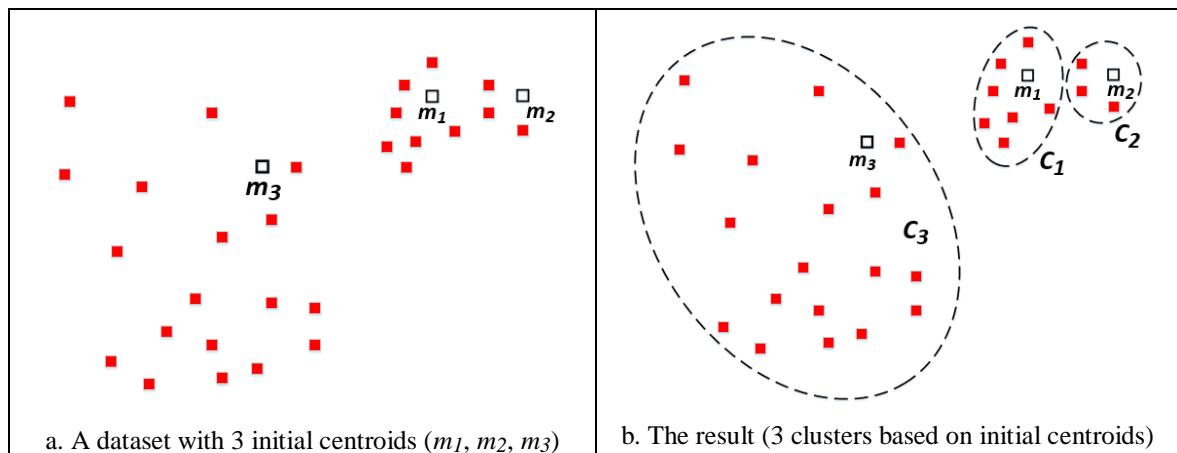 m1
m2
m3
a. A dataset with 3 initial centroids (m1, m2, m3)
m1
m2
m3
C1
C2
C3
b. The result (3 clusters based on initial centroids)